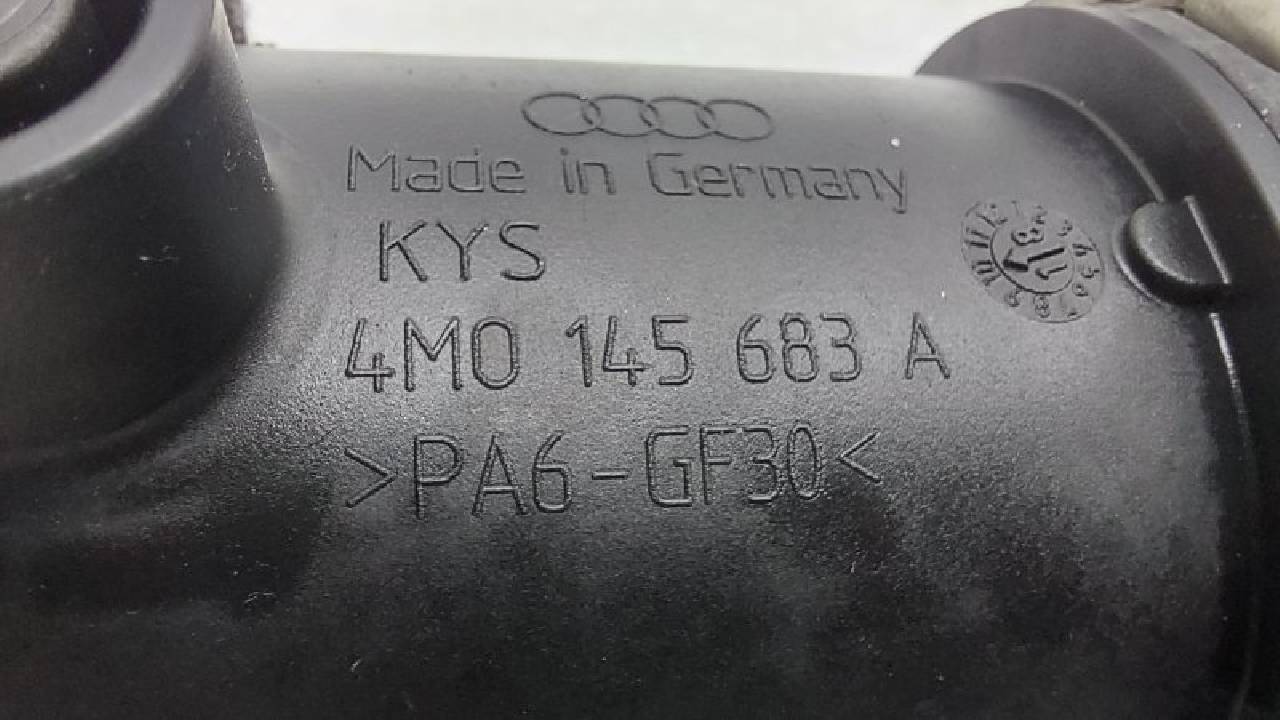 Made in Germany
KYS
4M0 145 683 A
>PA6-GF30<